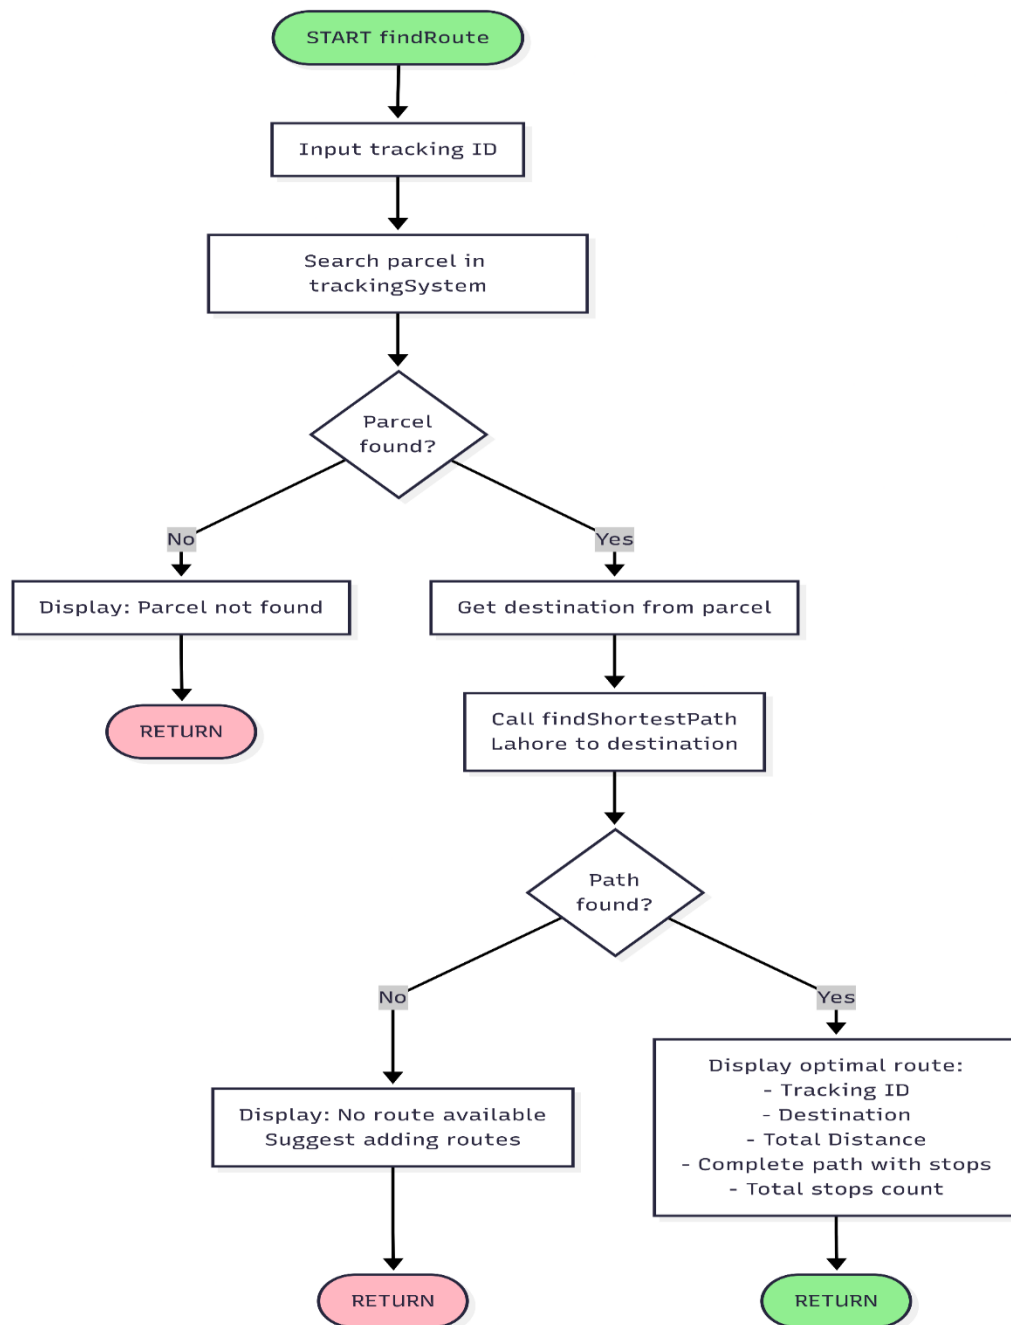 START findRoute
Input tracking ID
Search parcel in
trackingSystem
Parcel
found?
No
Yes
Display: Parcel not found
Get destination from parcel
RETURN
Call findShortestPath
Lahore to destination
Path
found?
No
Yes
Display: No route available
Suggest adding routes
Display optimal route:
- Tracking ID
- Destination
- Total Distance
- Complete path with stops
- Total stops count
RETURN
RETURN